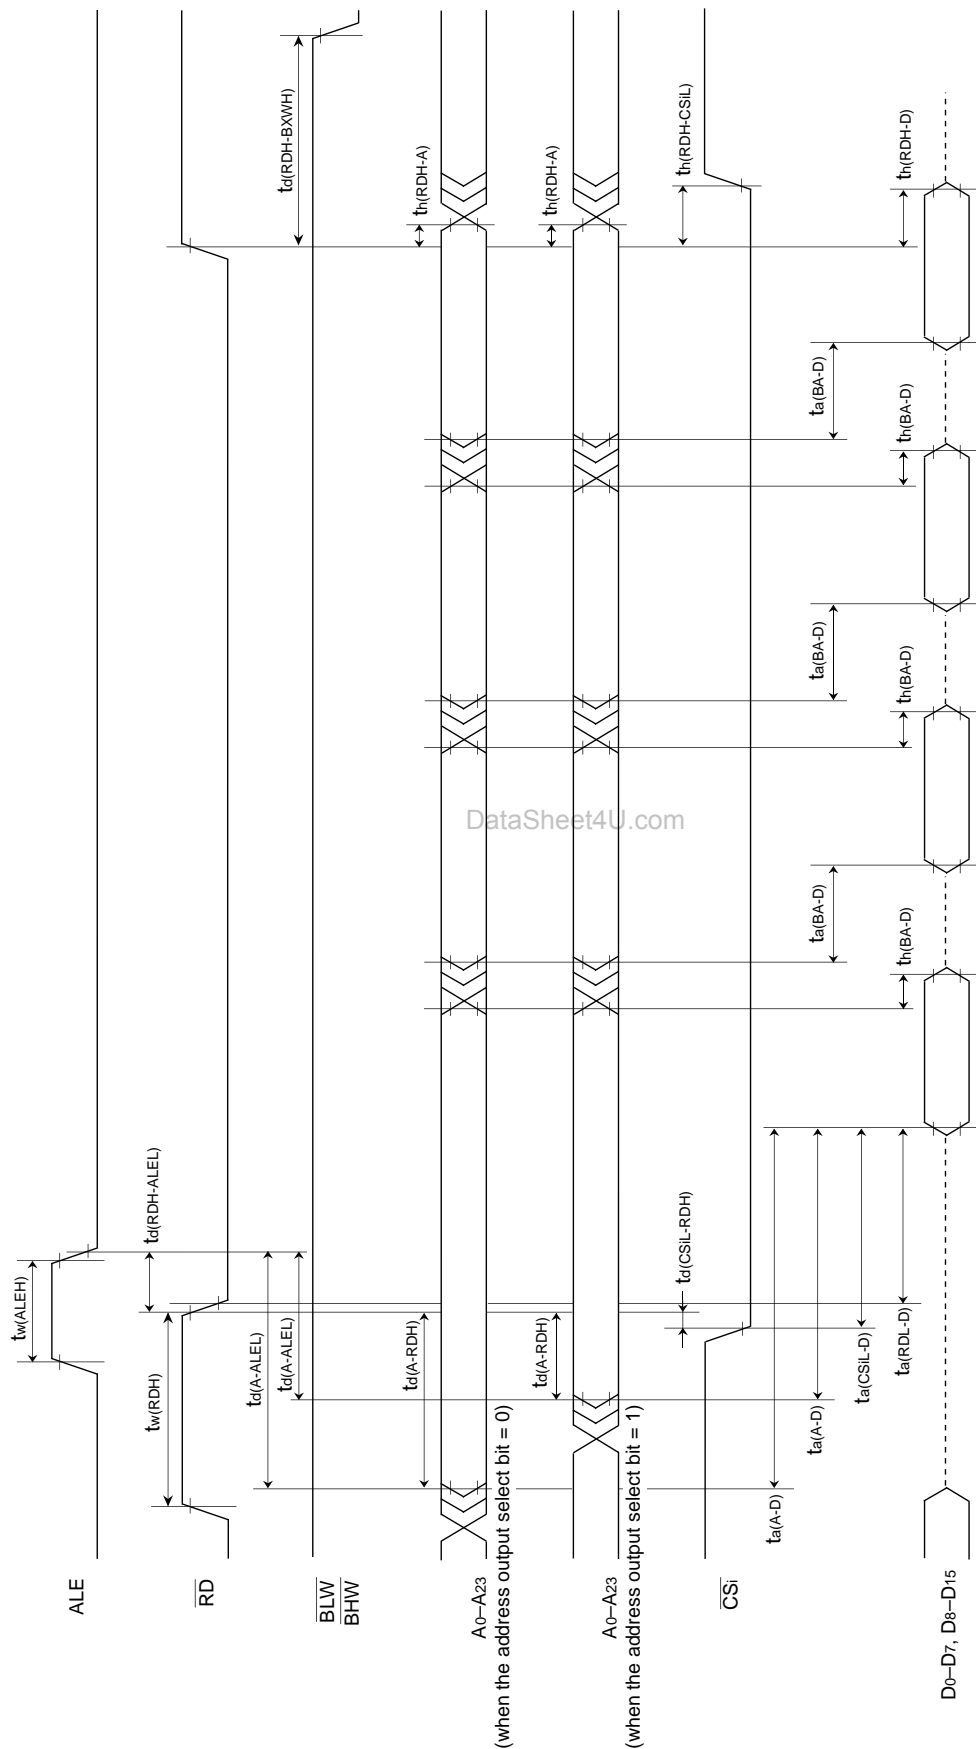 ALE
tw(ALEH)
RD
tw(RDH)
td(RDH-ALEL)
td(RDH-BXWH)
BLW
BHW
td(A-ALEL)
td(A-ALEL)
A0–A23
(when the address output select bit = 0)
td(A-RDH)
th(RDH-A)
A0–A23
(when the address output select bit = 1)
td(A-RDH)
th(RDH-A)
CSi
td(CSiL-RDH)
th(RDH-CSiL)
ta(A-D)
ta(A-D)
ta(CSiL-D)
ta(RDL-D)
ta(BA-D)
ta(BA-D)
ta(BA-D)
th(BA-D)
th(BA-D)
th(BA-D)
th(RDH-D)
D0–D7, D8–D15
DataSheet4U.com